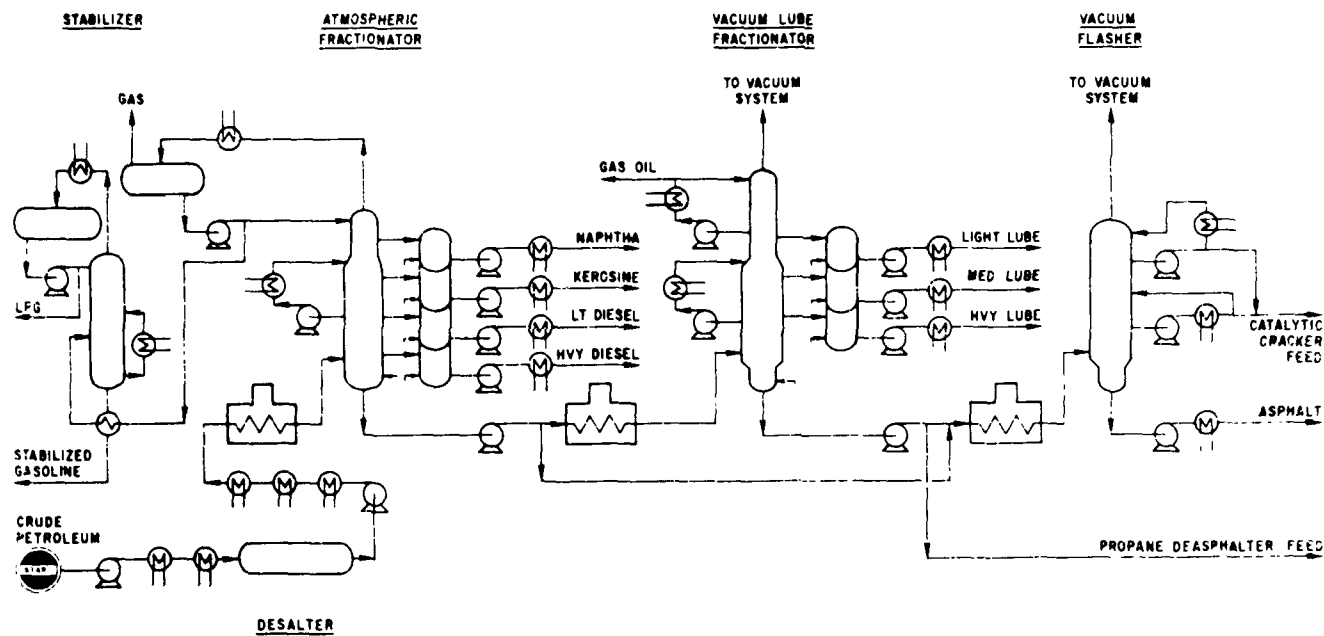 STABILIZER
ATMOSPHERIC
FRACTIONATOR
VACUUM LUBE
FRACTIONATOR
VACUUM
FLASHER
GAS
TO VACUUM
SYSTEM
TO VACUUM
SYSTEM
GAS OIL
NAPHTHA
KEROSINE
LT DIESEL
HVY DIESEL
LIGHT LUBE
MED LUBE
HVY LUBE
LPG
CATALYTIC
CRACKER
FEED
ASPHALT
STABILIZED
GASOLINE
CRUDE
PETROLEUM
START
PROPANE DEASPHALTER FEED
DESALTER